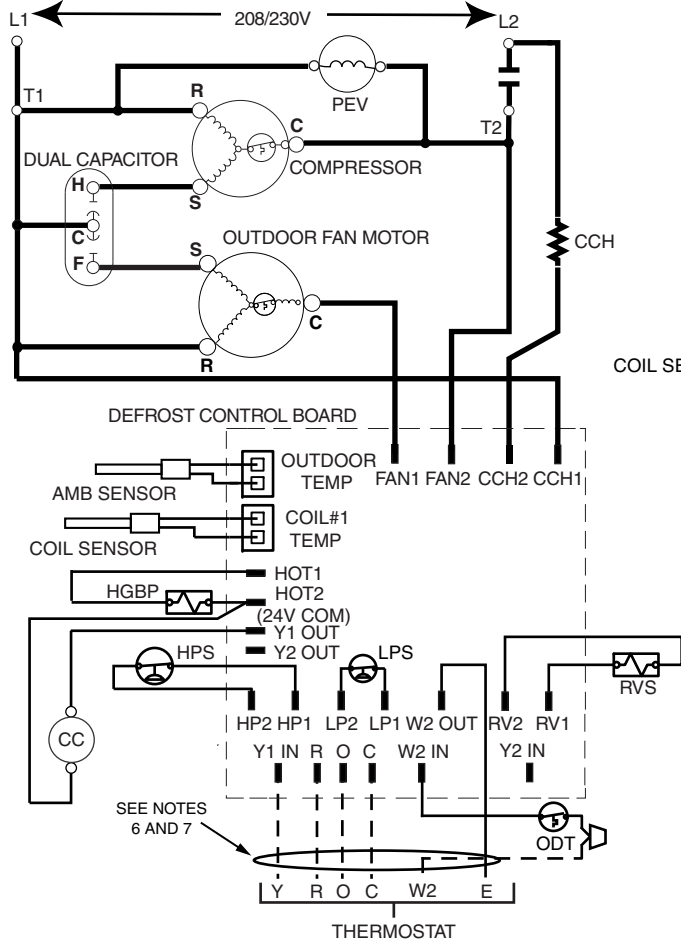 L1 208/230V L2
PEV
T1 R C T2
DUAL CAPACITOR COMPRESSOR
H S
C
F
OUTDOOR FAN MOTOR
S C R
CCH
COIL SE
DEFROST CONTROL BOARD
OUTDOOR TEMP
FAN1 FAN2 CCH2 CCH1
AMB SENSOR
COIL#1 TEMP
COIL SENSOR
HOT1
HGBP HOT2
(24V COM)
Y1 OUT
Y2 OUT
HPS LPS
RVS
HP2 HP1 LP2 LP1 W2 OUT RV2 RV1
Y1 IN R O C W2 IN Y2 IN
CC
SEE NOTES
6 AND 7
ODT
Y R O C W2 E
THERMOSTAT